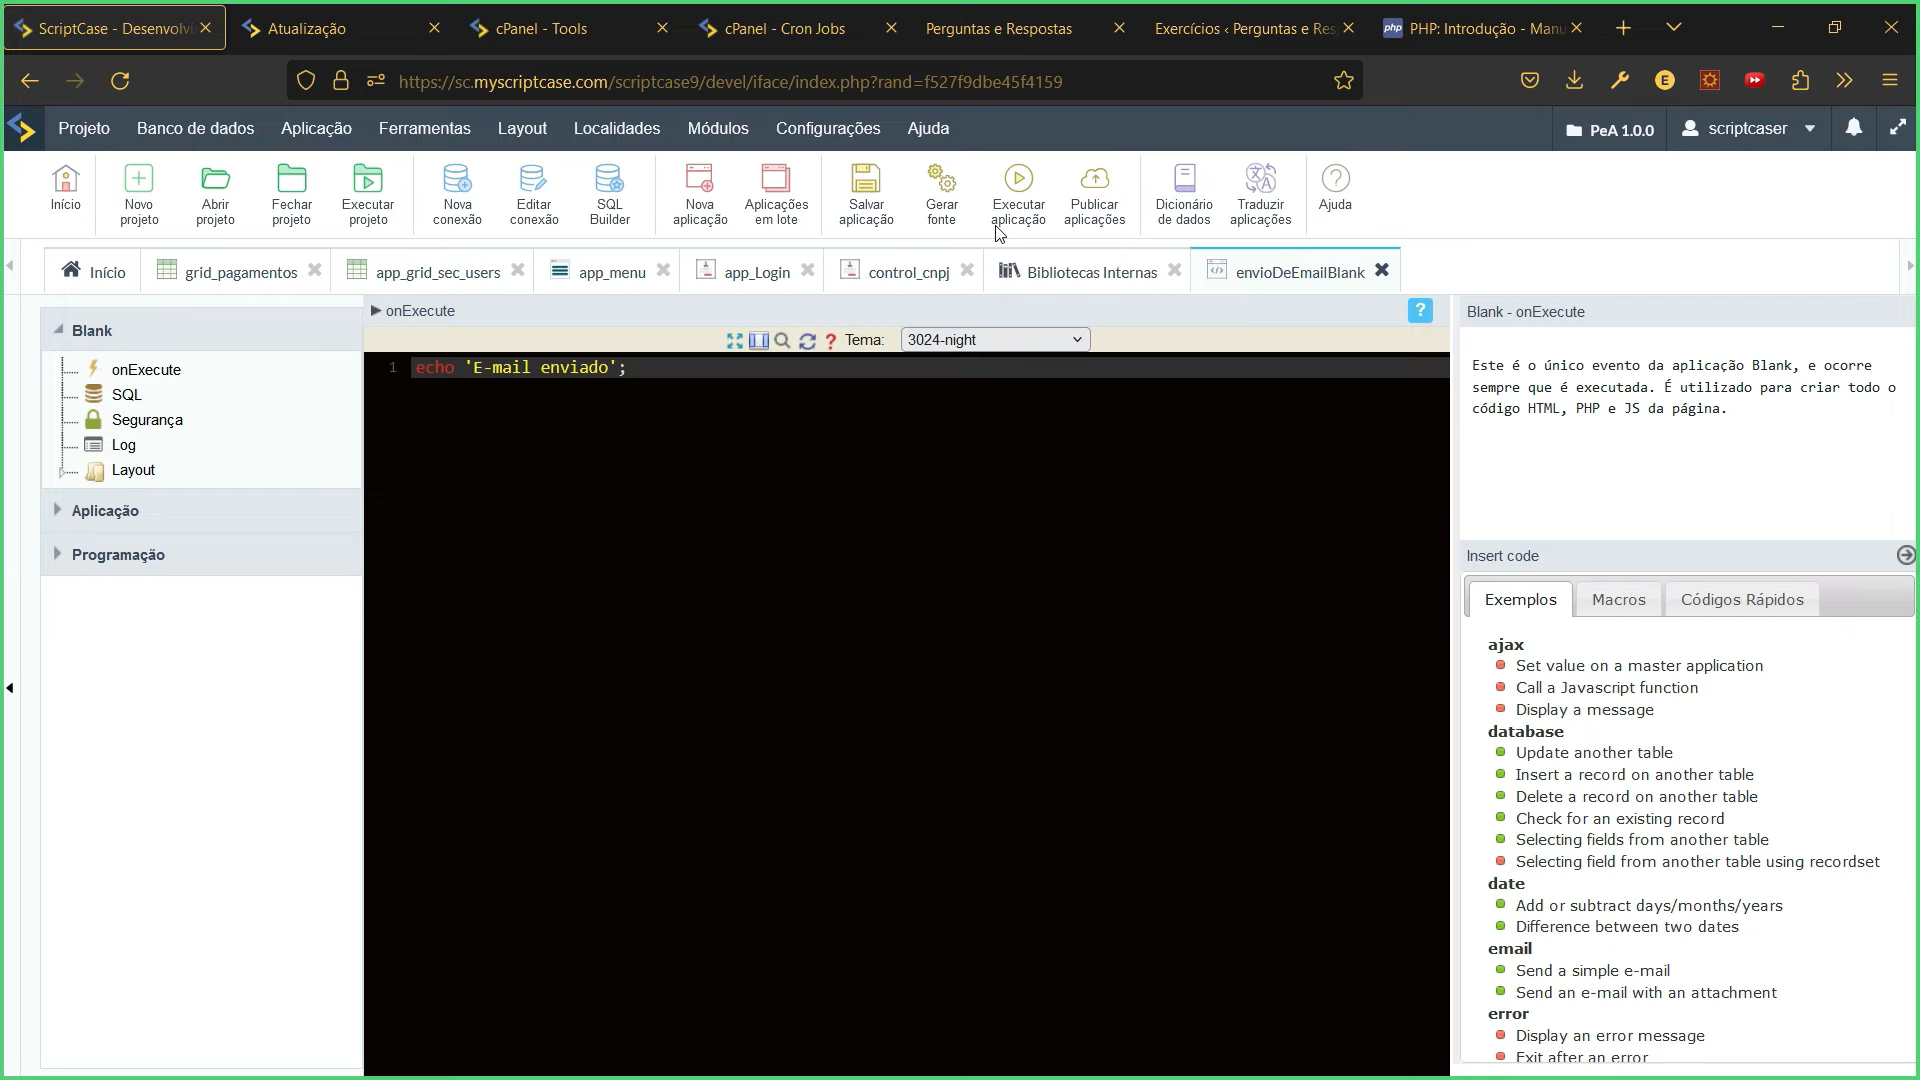 ScriptCase - Desenvolvi
Atualização
cPanel - Tools
cPanel - Cron Jobs
Perguntas e Respostas
Exercícios ‹ Perguntas e Res
php PHP: Introdução - Manu
https://sc.myscriptcase.com/scriptcase9/devel/iface/index.php?rand=f527f9dbe45f4159
E
Projeto Banco de dados Aplicação Ferramentas Layout Localidades Módulos Configurações Ajuda
PeA 1.0.0
scriptcaser
Início
Novo projeto
Abrir projeto
Fechar projeto
Executar projeto
Nova conexão
Editar conexão
SQL Builder
Nova aplicação
Aplicações em lote
Salvar aplicação
Gerar fonte
Executar aplicação
Publicar aplicações
Dicionário de dados
Traduzir aplicações
Ajuda
Início
grid_pagamentos
app_grid_sec_users
app_menu
app_Login
control_cnpj
Bibliotecas Internas
envioDeEmailBlank
Blank
onExecute
SQL
Segurança
Log
Layout
Aplicação
Programação
onExecute
?
? Tema: 3024-night
1 echo 'E-mail enviado';
Blank - onExecute
Este é o único evento da aplicação Blank, e ocorre
sempre que é executada. É utilizado para criar todo o
código HTML, PHP e JS da página.
Insert code
Exemplos Macros Códigos Rápidos
ajax
Set value on a master application
Call a Javascript function
Display a message
database
Update another table
Insert a record on another table
Delete a record on another table
Check for an existing record
Selecting fields from another table
Selecting field from another table using recordset
date
Add or subtract days/months/years
Difference between two dates
email
Send a simple e-mail
Send an e-mail with an attachment
error
Display an error message
Exit after an error